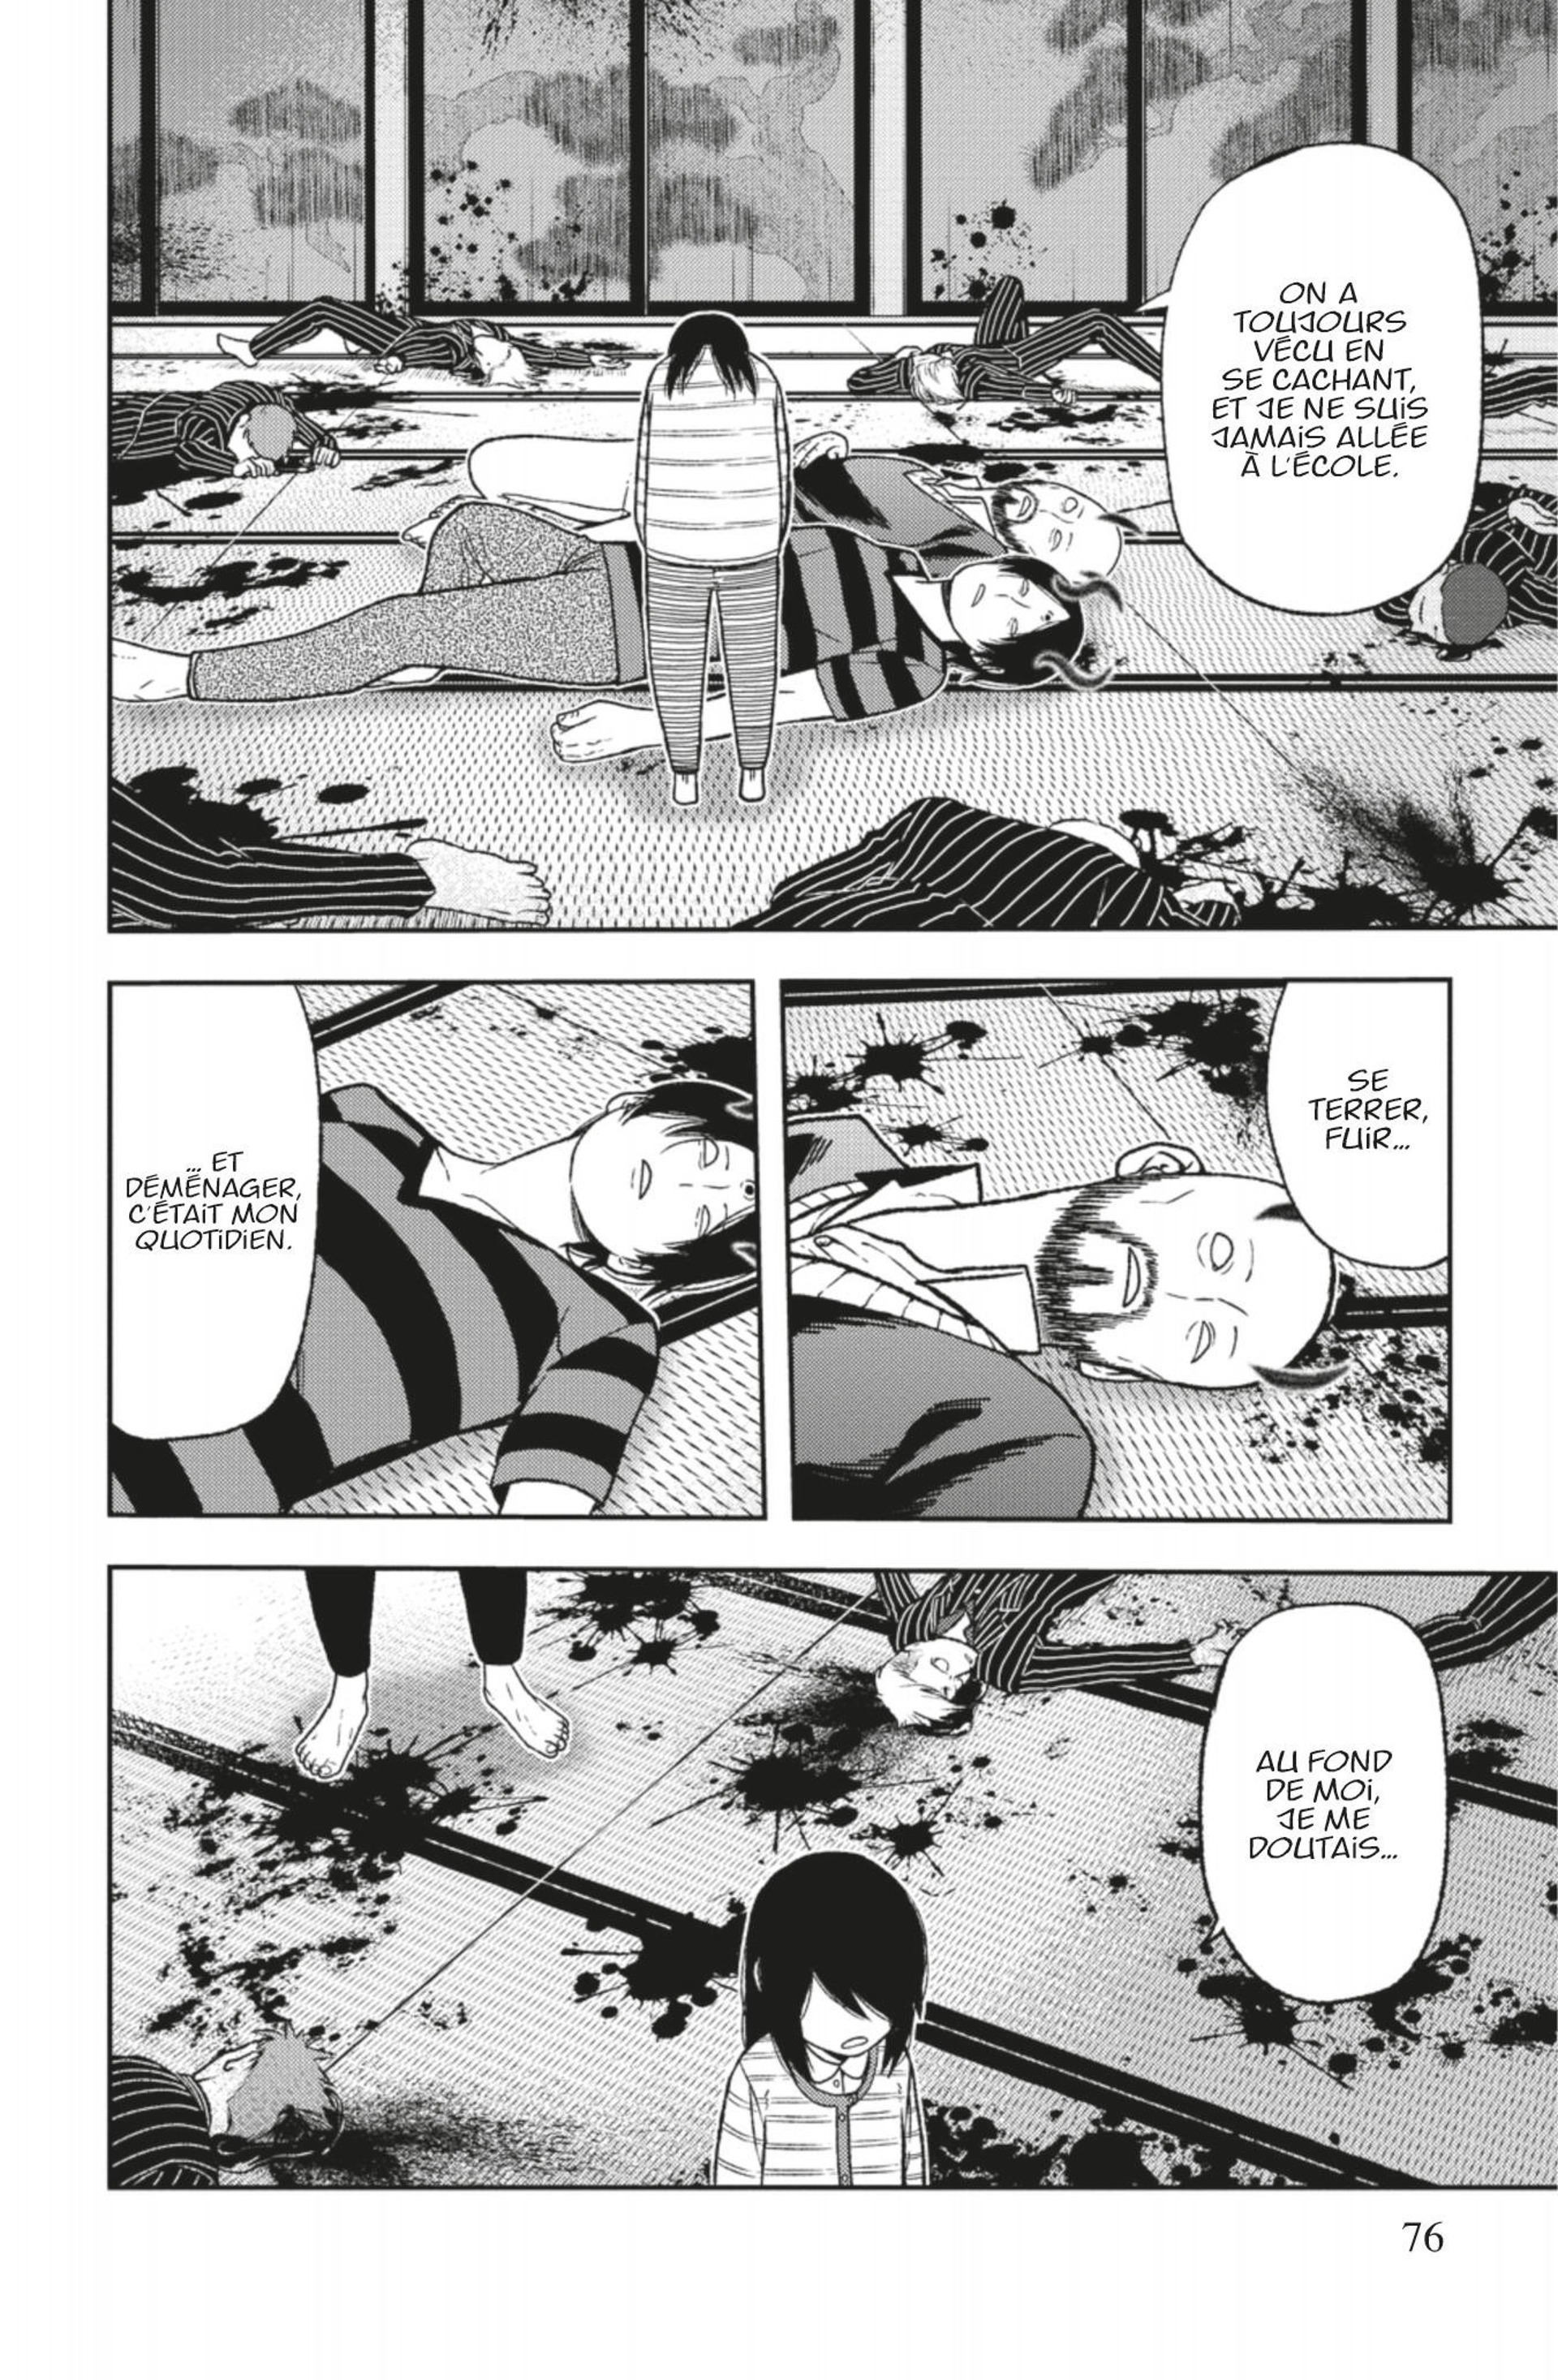 ON A
TOUJOURS
VÉCU EN
SE CACHANT,
ET JE NE SUIS
JAMAIS ALLÉE
À L'ÉCOLE.
SE
TERRER,
FUIR...
... ET
DÉMÉNAGER,
C'ÉTAIT MON
QUOTIDIEN.
AU FOND
DE MOI,
JE ME
DOUTAIS...
76